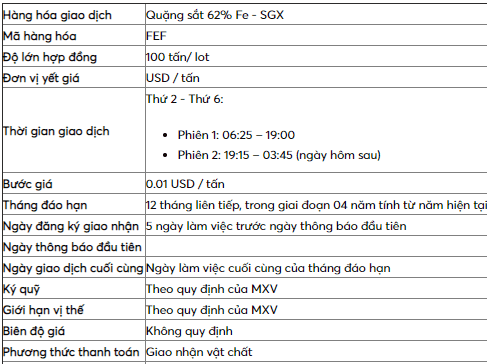 Hàng hóa giao dịch Quặng sắt 62% Fe - SGX
Mã hàng hóa FEF
Độ lớn hợp đồng 100 tấn/ lot
Đơn vị yết giá USD / tấn
Thời gian giao dịch Thứ 2 - Thứ 6:
• Phiên 1: 06:25 – 19:00
• Phiên 2: 19:15 – 03:45 (ngày hôm sau)
Bước giá 0.01 USD / tấn
Tháng đáo hạn 12 tháng liên tiếp, trong giai đoạn 04 năm tính từ năm hiện tại
Ngày đăng ký giao nhận 5 ngày làm việc trước ngày thông báo đầu tiên
Ngày thông báo đầu tiên
Ngày giao dịch cuối cùng Ngày làm việc cuối cùng của tháng đáo hạn
Ký quỹ Theo quy định của MXV
Giới hạn vị thế Theo quy định của MXV
Biên độ giá Không quy định
Phương thức thanh toán Giao nhận vật chất